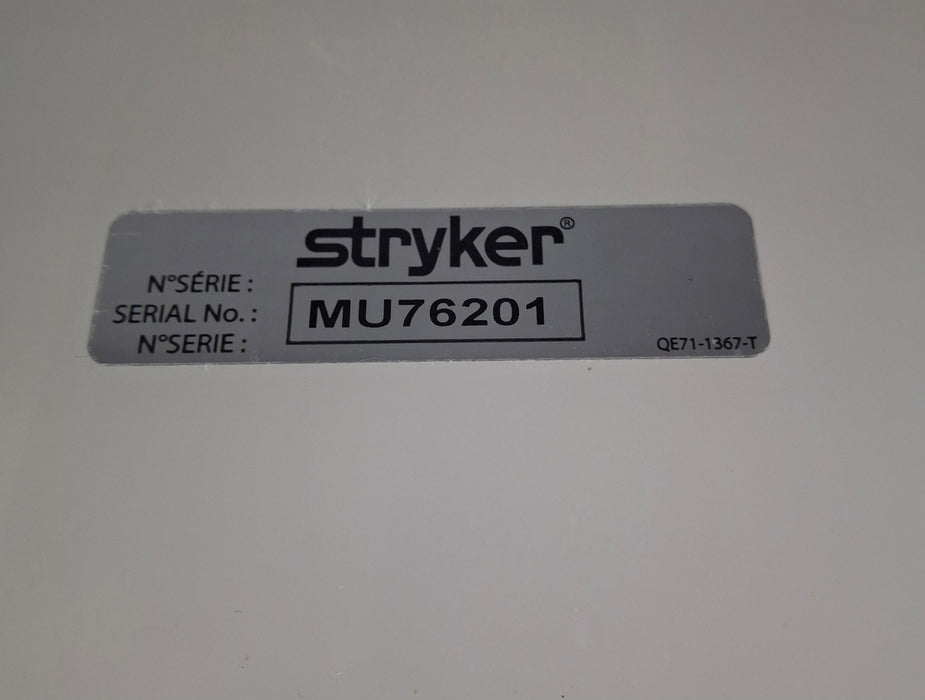 stryker®
N°SÉRIE :
SERIAL No. : MU76201
N°SERIE :
QE71-1367-T